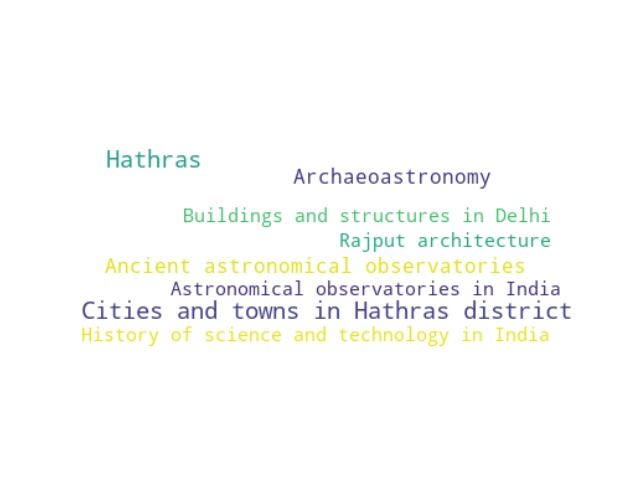 Hathras
Archaeoastronomy
Buildings and structures in Delhi
Rajput architecture
Ancient astronomical observatories
Astronomical observatories in India
Cities and towns in Hathras district
History of science and technology in India